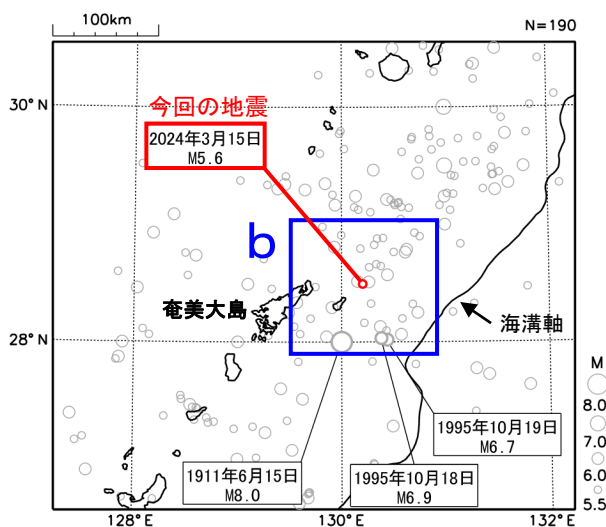 100km
N=190
30°N
今回の地震
2024年3月15日
M5.6
b
奄美大島
海溝軸
28°N
M
8.0
7.0
6.0
5.5
1995年10月19日
M6.7
1911年6月15日
M8.0
1995年10月18日
M6.9
128°E
130°E
132°E